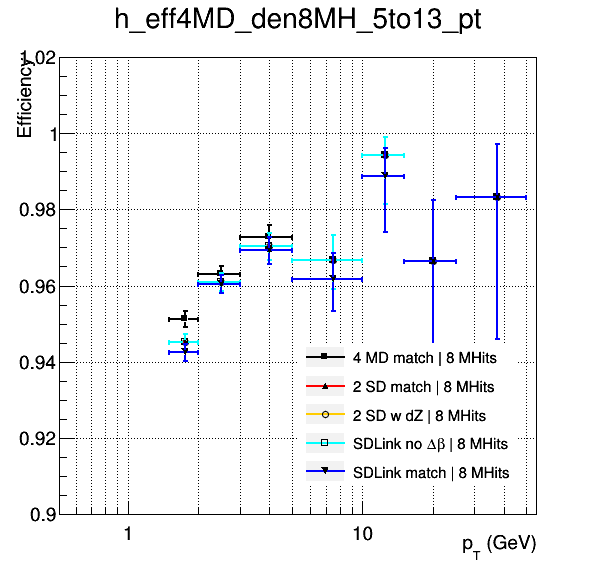 h_eff4MD_den8MH_5to13_pt
Efficiency
1.02
1
0.98
0.96
0.94
0.92
0.9
4 MD match | 8 MHits
2 SD match | 8 MHits
2 SD w dZ | 8 MHits
SDLink no Δβ | 8 MHits
SDLink match | 8 MHits
1
10
p_T (GeV)